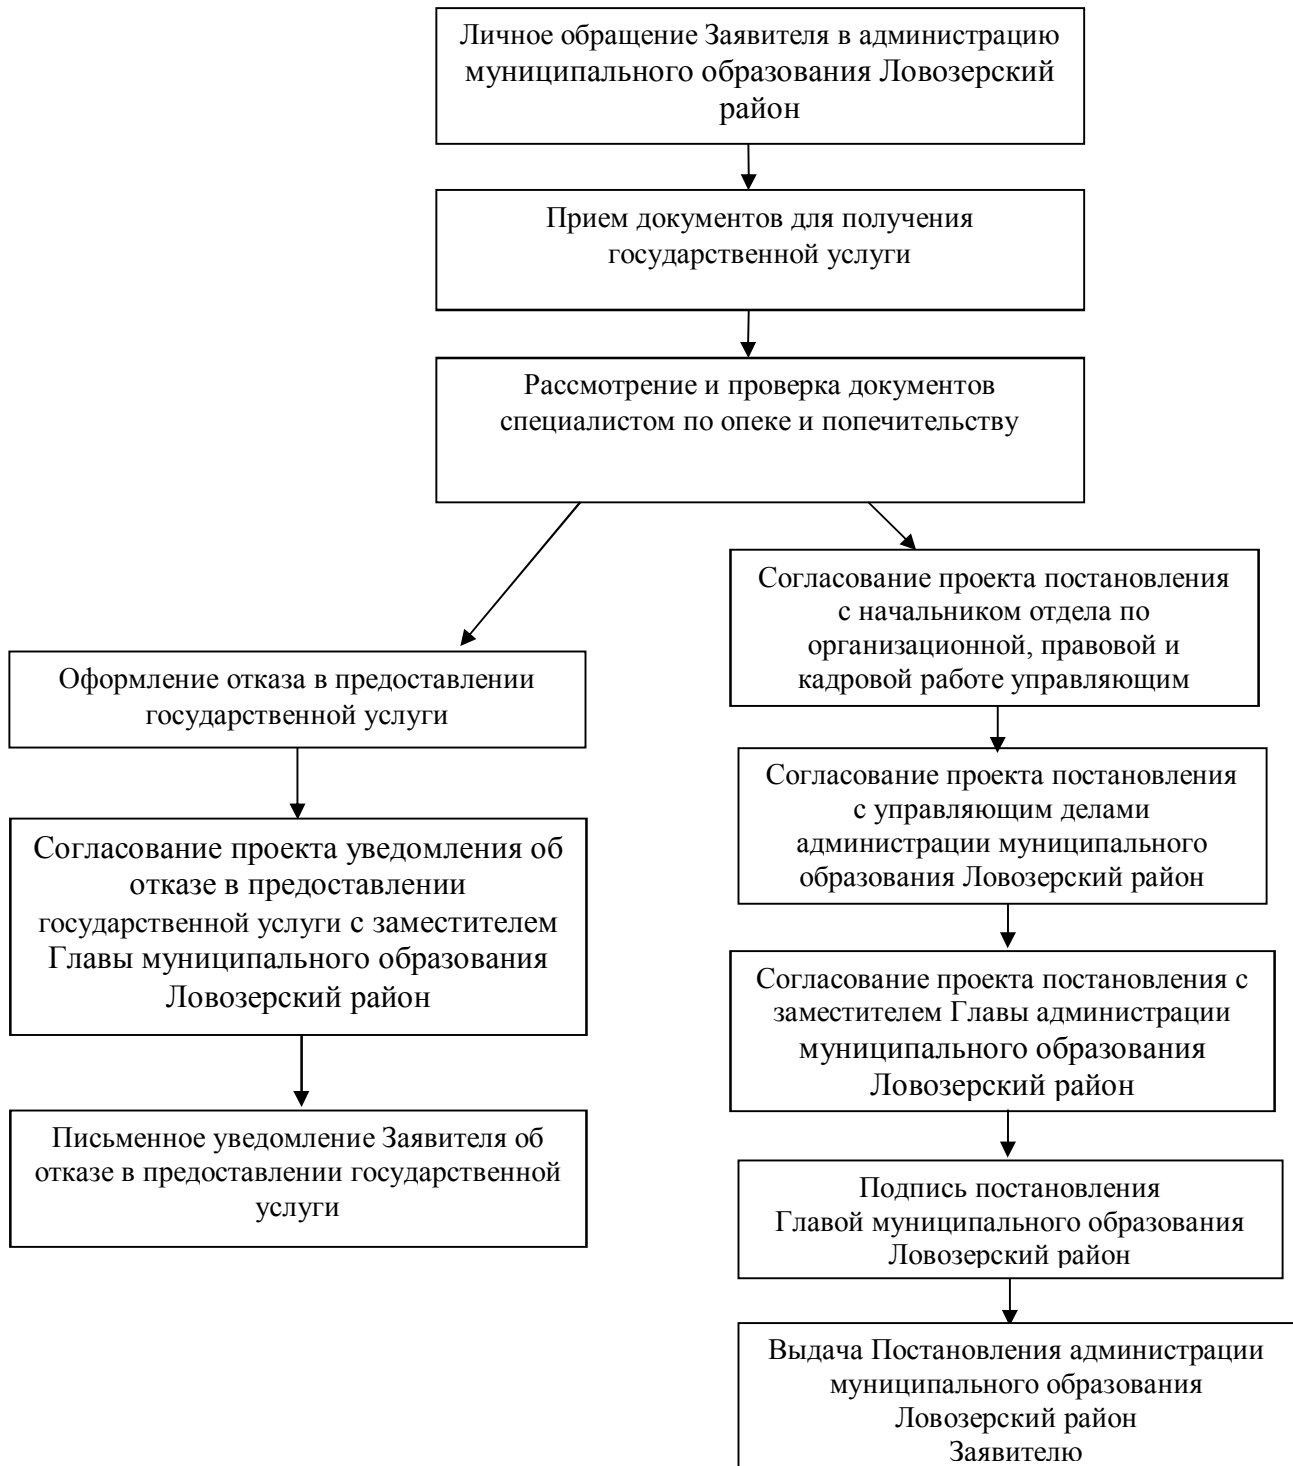 Личное обращение Заявителя в администрацию
муниципального образования Ловозерский
район
Прием документов для получения
государственной услуги
Рассмотрение и проверка документов
специалистом по опеке и попечительству
Оформление отказа в предоставлении
государственной услуги
Согласование проекта уведомления об
отказе в предоставлении
государственной услуги с заместителем
Главы муниципального образования
Ловозерский район
Письменное уведомление Заявителя об
отказе в предоставлении государственной
услуги
Согласование проекта постановления
с начальником отдела по
организационной, правовой и
кадровой работе управляющим
Согласование проекта постановления
с управляющим делами
администрации муниципального
образования Ловозерский район
Согласование проекта постановления с
заместителем Главы администрации
муниципального образования
Ловозерский район
Подпись постановления
Главой муниципального образования
Ловозерский район
Выдача Постановления администрации
муниципального образования
Ловозерский район
Заявителю